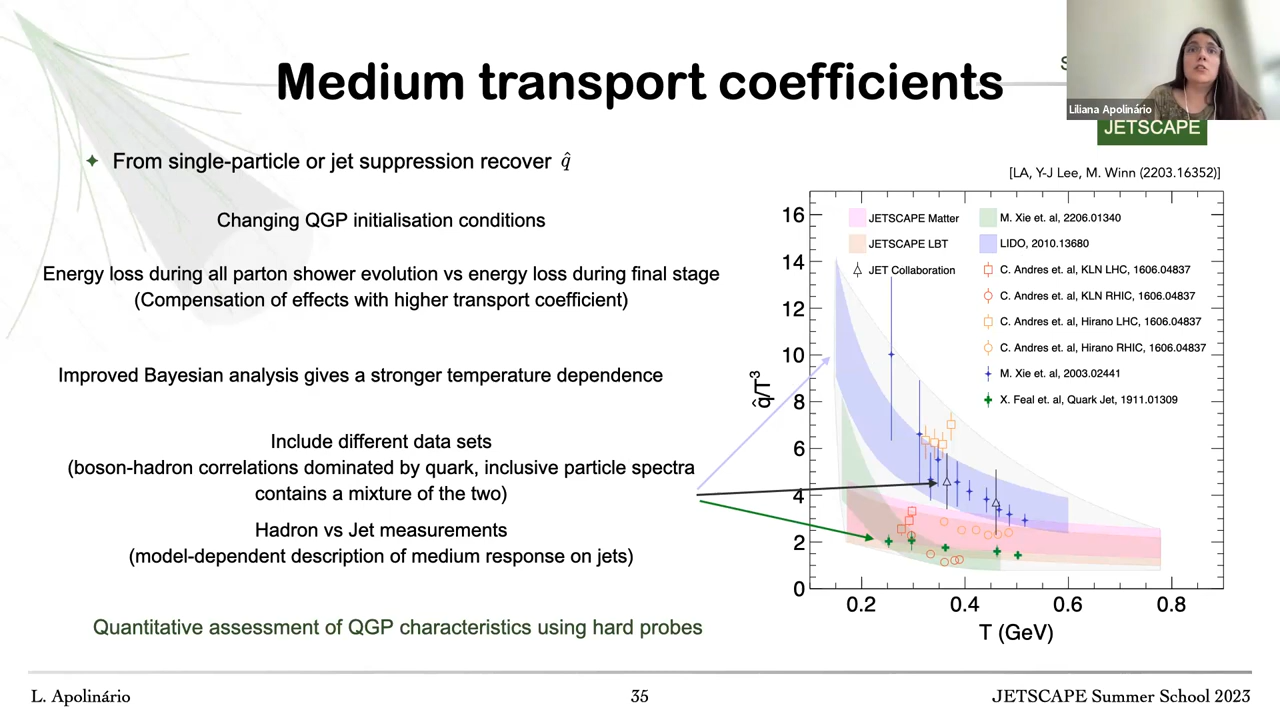 Medium transport coefficients
S
Liliana Apolinário
JETSCAPE
✦ From single-particle or jet suppression recover q̂
Changing QGP initialisation conditions
Energy loss during all parton shower evolution vs energy loss during final stage
(Compensation of effects with higher transport coefficient)
Improved Bayesian analysis gives a stronger temperature dependence
Include different data sets
(boson-hadron correlations dominated by quark, inclusive particle spectra
contains a mixture of the two)
Hadron vs Jet measurements
(model-dependent description of medium response on jets)
Quantitative assessment of QGP characteristics using hard probes
[LA, Y-J Lee, M. Winn (2203.16352)]
JETSCAPE Matter
JETSCAPE LBT
JET Collaboration
M. Xie et. al, 2206.01340
LIDO, 2010.13680
C. Andres et. al, KLN LHC, 1606.04837
C. Andres et. al, KLN RHIC, 1606.04837
C. Andres et. al, Hirano LHC, 1606.04837
C. Andres et. al, Hirano RHIC, 1606.04837
M. Xie et. al, 2003.02441
X. Feal et. al, Quark Jet, 1911.01309
q̂/T³
16
14
12
10
8
6
4
2
0
0.2 0.4 0.6 0.8
T (GeV)
L. Apolinário
35
JETSCAPE Summer School 2023